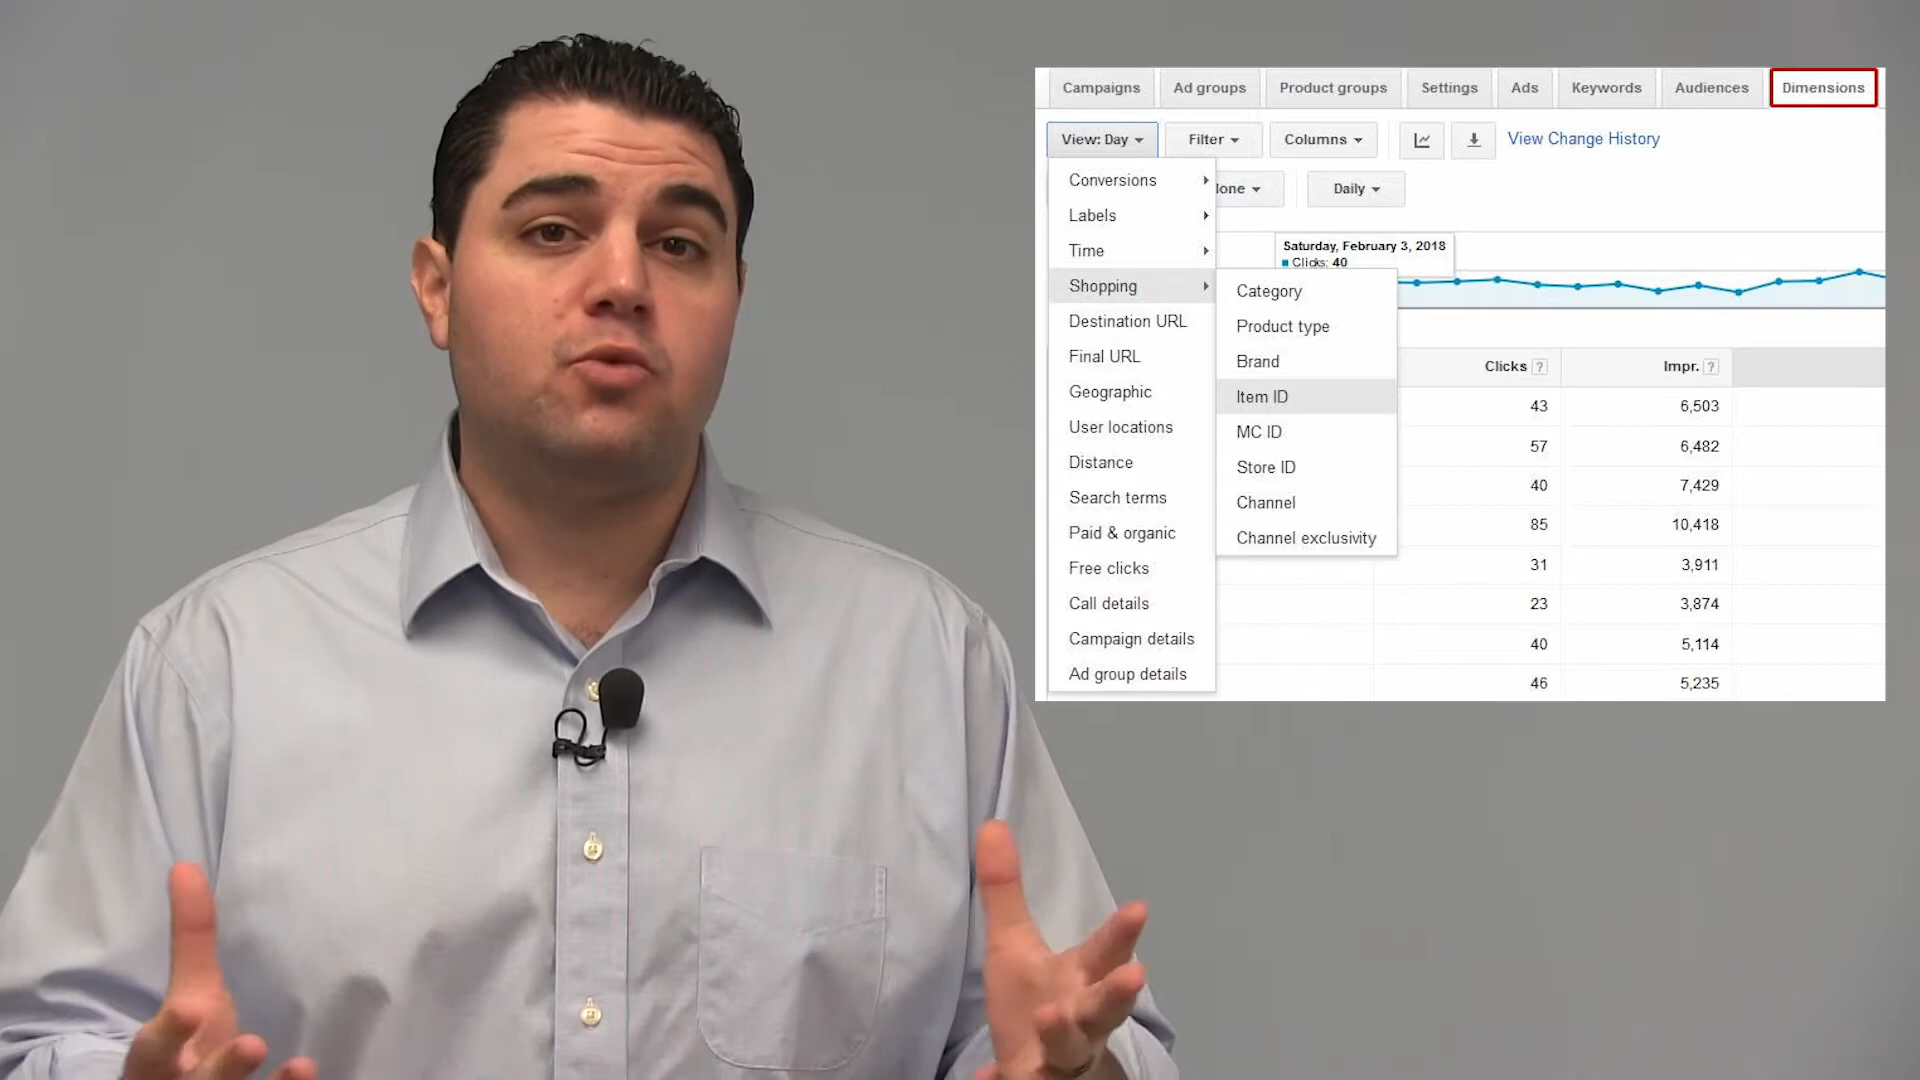 Campaigns Ad groups Product groups Settings Ads Keywords Audiences Dimensions
View: Day Filter Columns View Change History
Conversions
Daily
Labels
Time
Shopping
Destination URL
Final URL
Geographic
User locations
Distance
Search terms
Paid & organic
Free clicks
Call details
Campaign details
Ad group details
Saturday, February 3, 2018
Clicks: 40
Category
Product type
Brand
Item ID
MC ID
Store ID
Channel
Channel exclusivity
Clicks ? Impr. ?
43 6,503
57 6,482
40 7,429
85 10,418
31 3,911
23 3,874
40 5,114
46 5,235